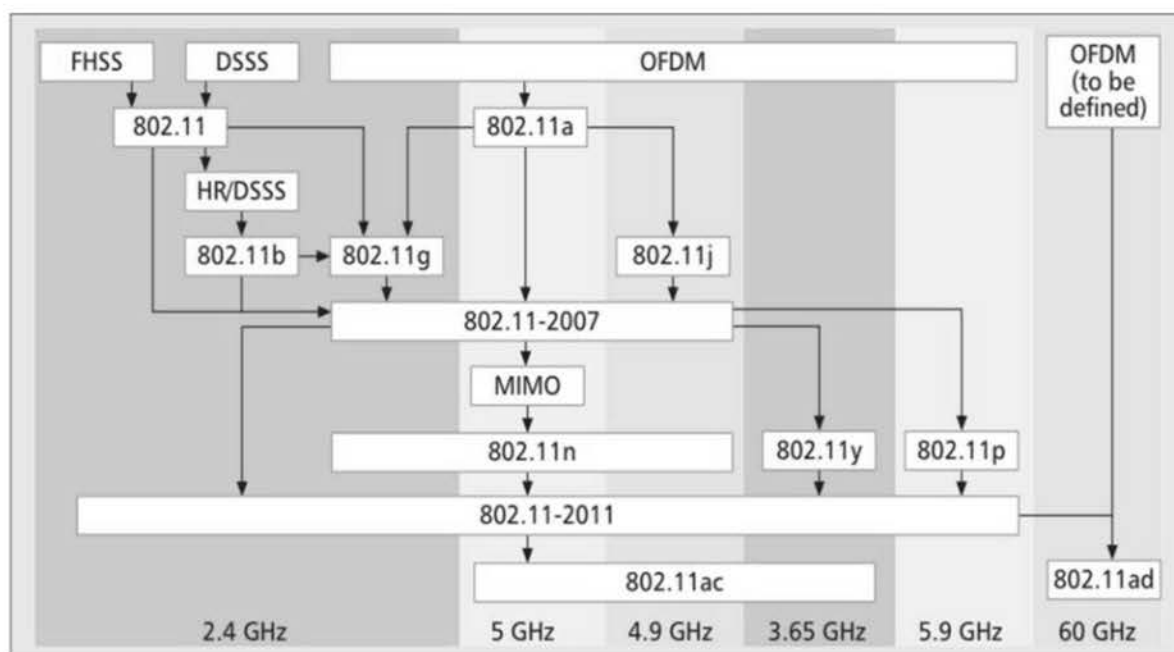 FHSS
DSSS
OFDM
OFDM
(to be
defined)
802.11
802.11a
HR/DSSS
802.11b
802.11g
802.11j
802.11-2007
MIMO
802.11n
802.11y
802.11p
802.11-2011
802.11ac
802.11ad
2.4 GHz
5 GHz
4.9 GHz
3.65 GHz
5.9 GHz
60 GHz